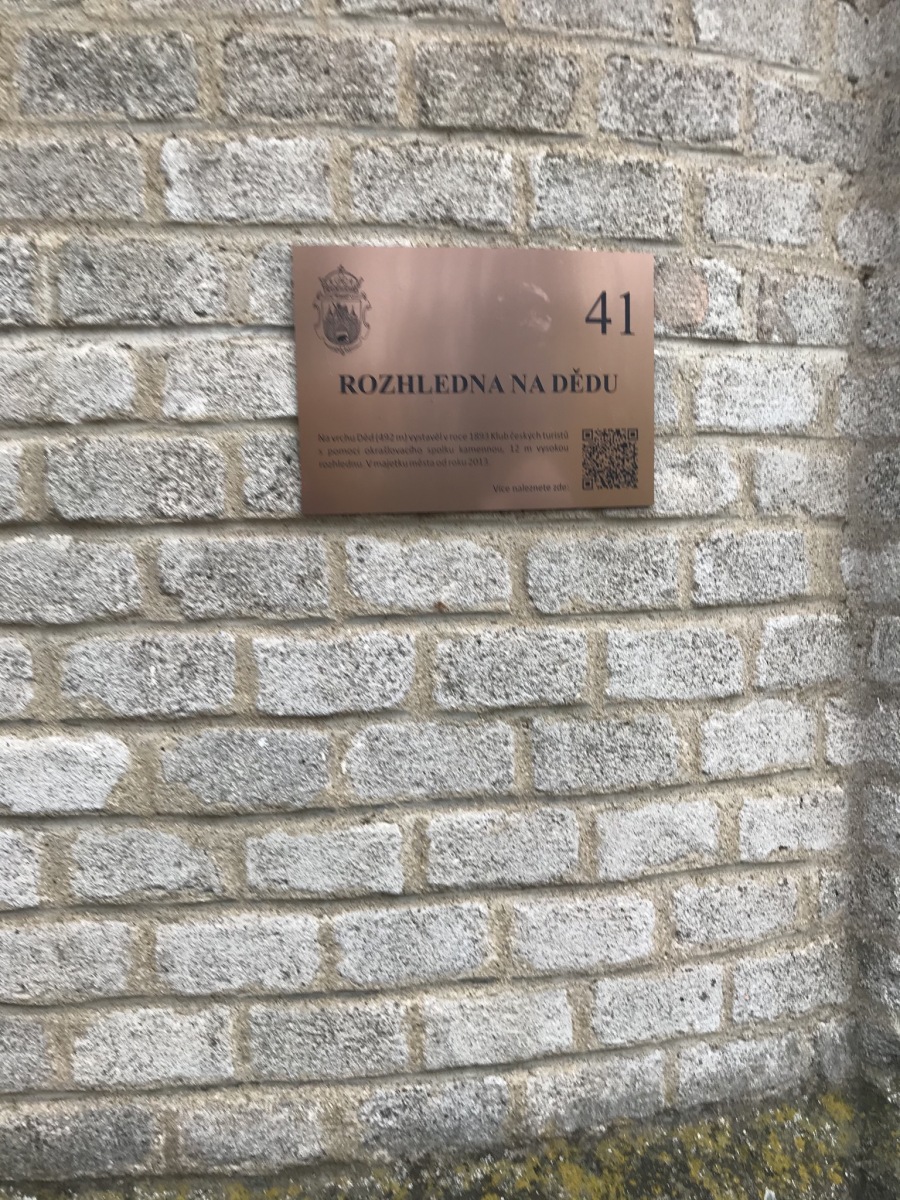 41
ROZHLEDNA NA DĚDU
Na vrchu Děd (492 m) vystavěl v roce 1893 Klub českých turistů
s pomocí okrašlovacího spolku kamennou, 12 m vysokou
rozhlednu. V majetku města od roku 2013.
Více naleznete zde: